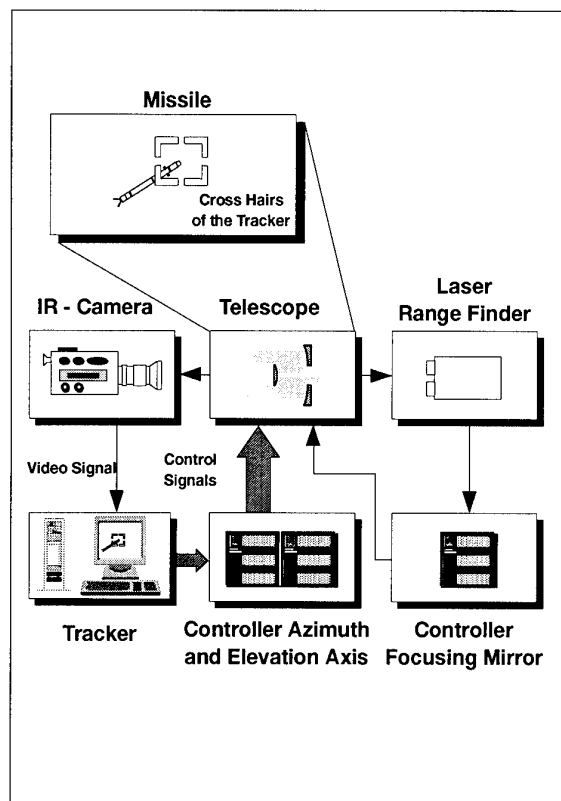 Missile
Cross Hairs
of the Tracker
IR - Camera
Telescope
Laser
Range Finder
Video Signal
Control
Signals
Tracker
Controller Azimuth
and Elevation Axis
Controller
Focusing Mirror